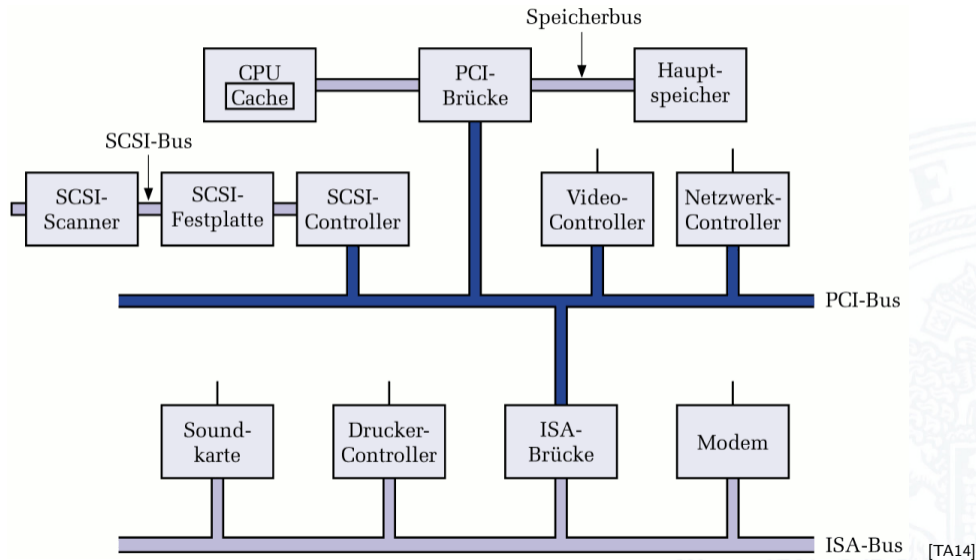 Speicherbus
CPU
Cache
PCI-
Brücke
Haupt-
speicher
SCSI-Bus
SCSI-
Scanner
SCSI-
Festplatte
SCSI-
Controller
Video-
Controller
Netzwerk-
Controller
PCI-Bus
Sound-
karte
Drucker-
Controller
ISA-
Brücke
Modem
ISA-Bus
[TA14]